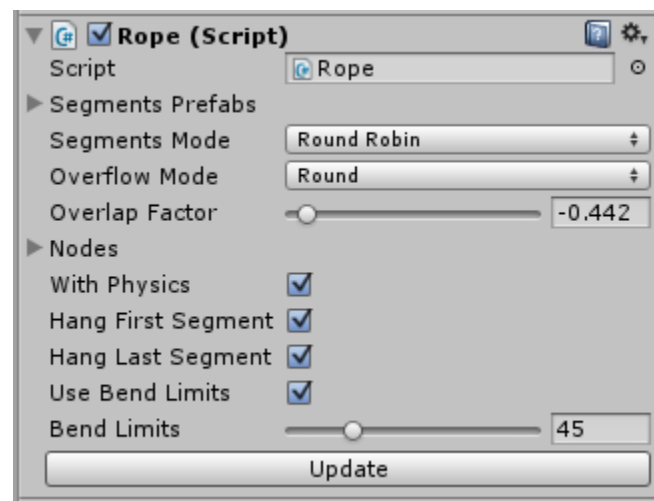 Rope (Script)
Script Rope
Segments Prefabs
Segments Mode Round Robin
Overflow Mode Round
Overlap Factor -0.442
Nodes
With Physics
Hang First Segment
Hang Last Segment
Use Bend Limits
Bend Limits 45
Update